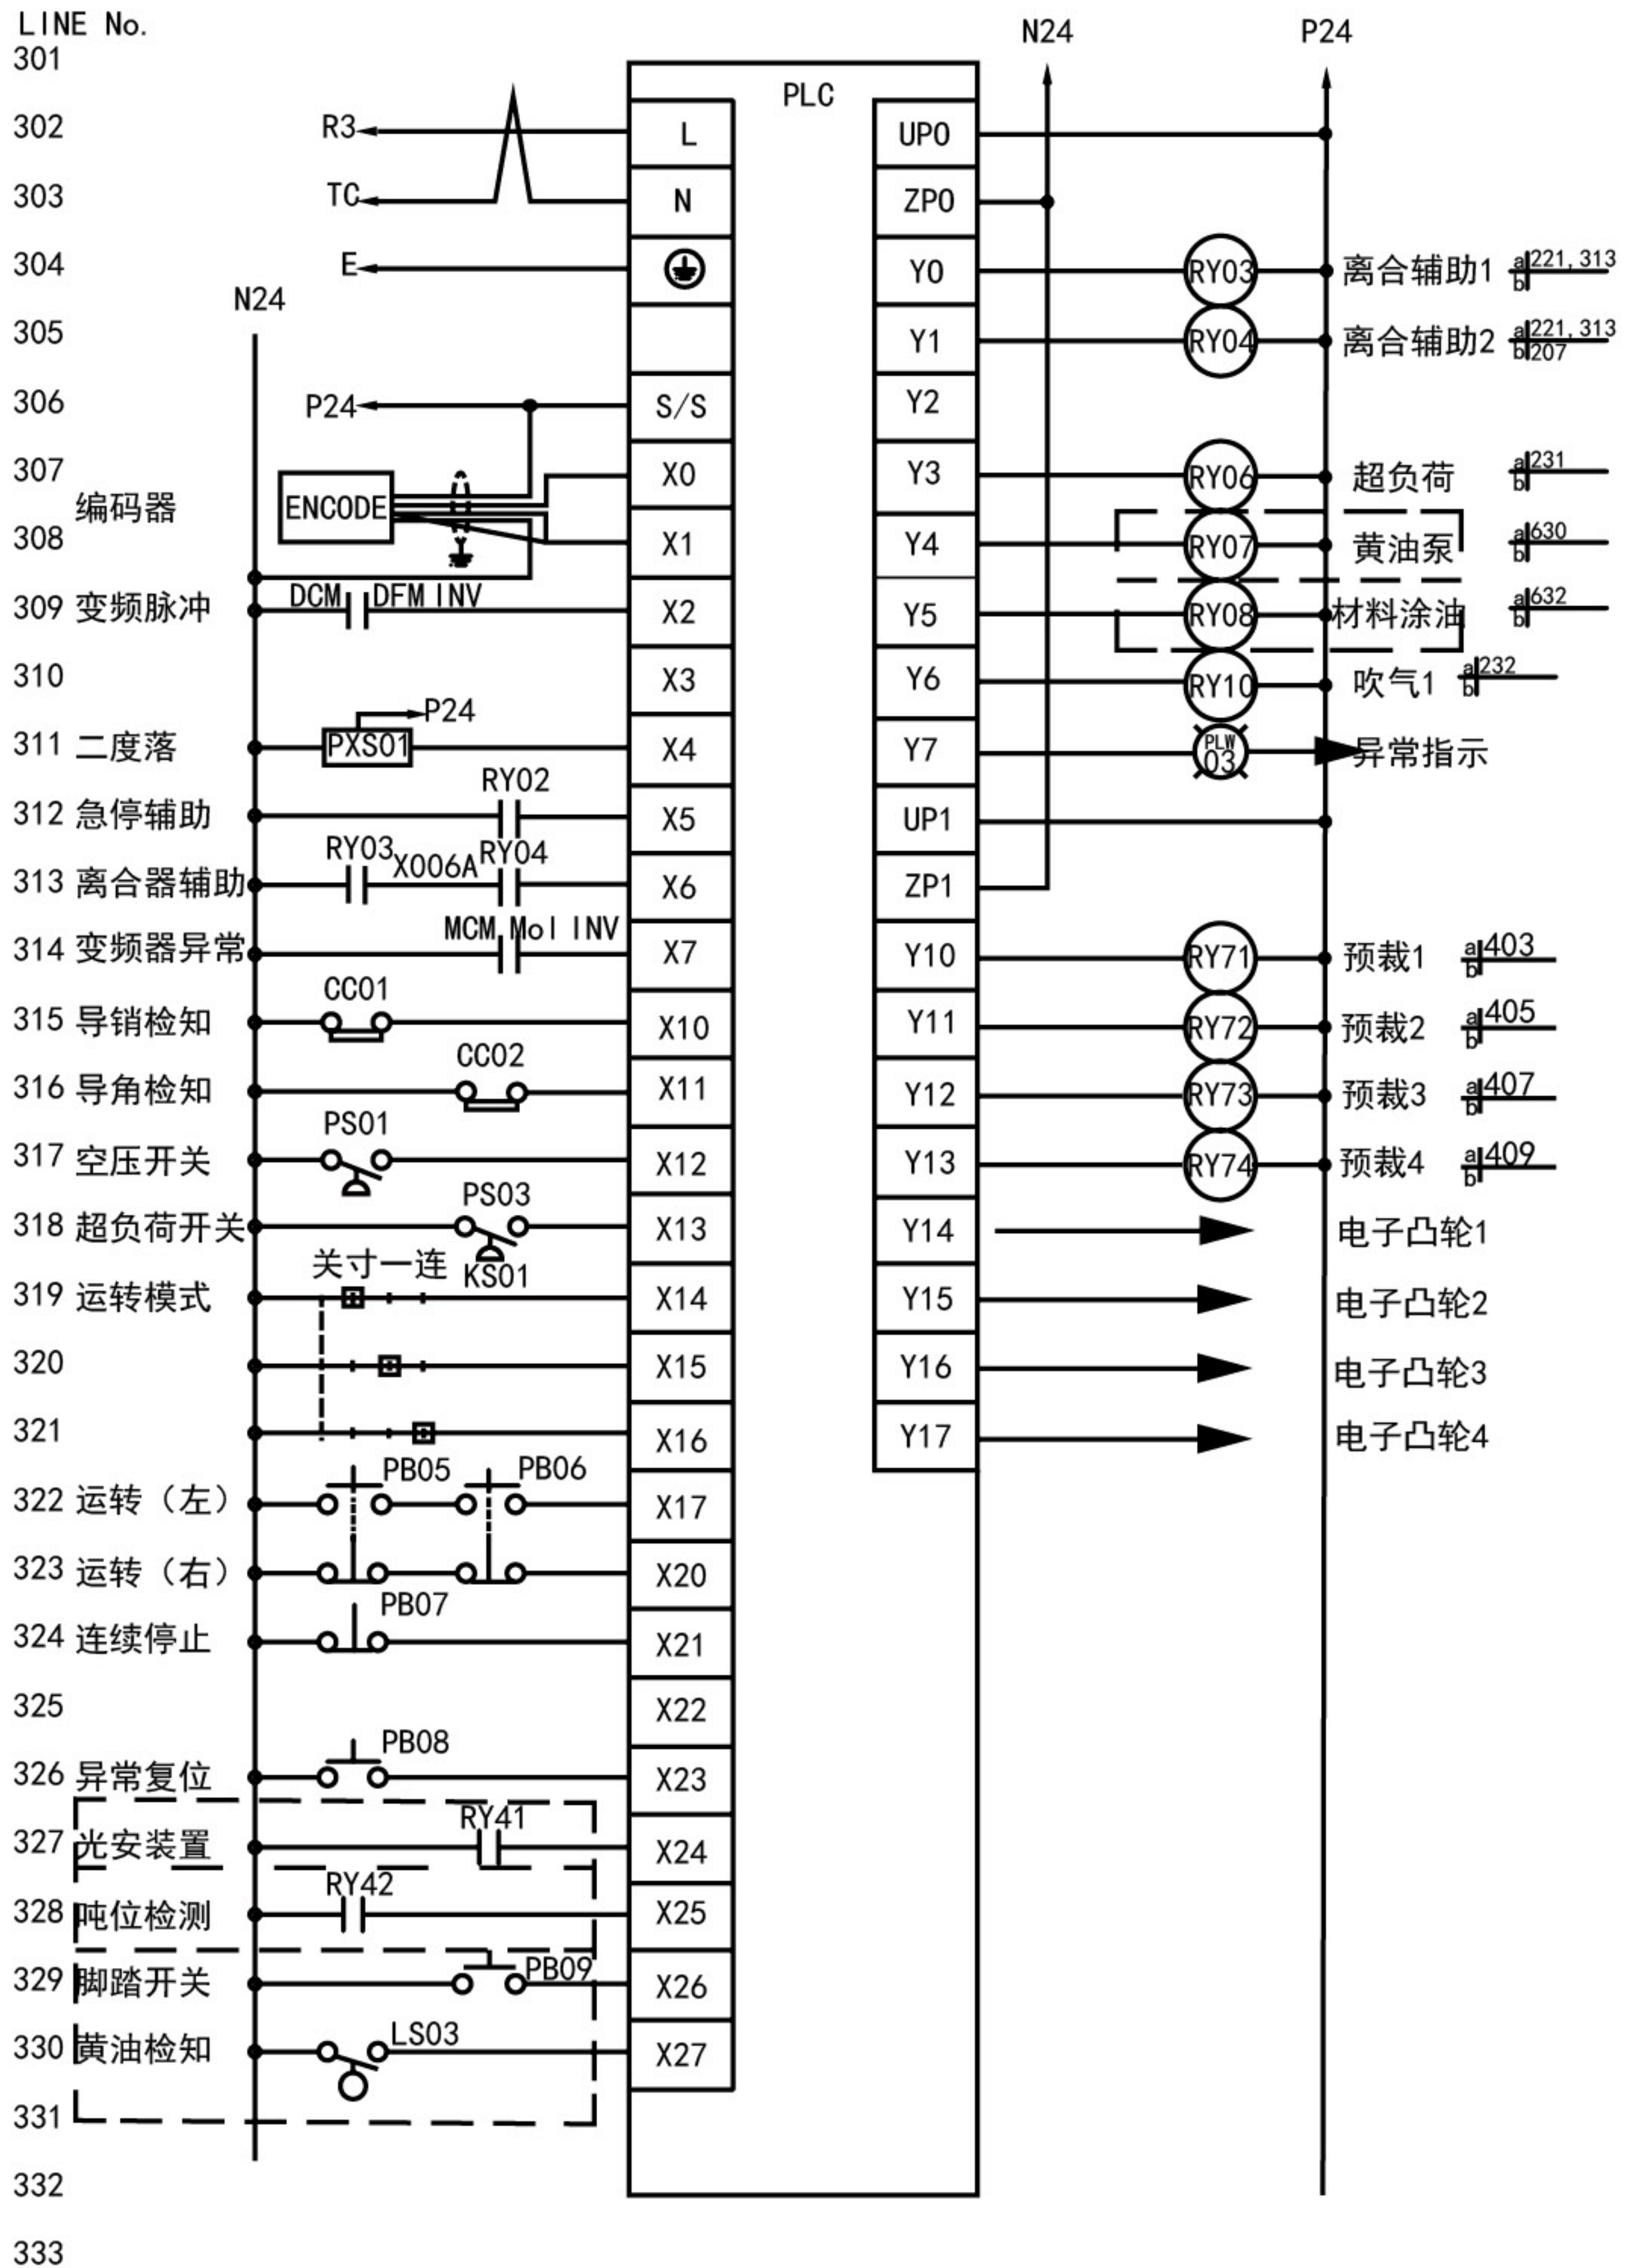 LINE No.
N24
P24
301
PLC
302
R3
L
UP0
303
TC
N
ZP0
304
E
Y0
RY03
离合辅助1
a
b
221,313
N24
305
Y1
RY04
离合辅助2
a
b
221,313
207
306
P24
S/S
Y2
307
X0
Y3
RY06
超负荷
a
b
231
编码器
ENCODE
308
X1
Y4
RY07
黄油泵
a
b
630
309 变频脉冲
DCM
DFM INV
X2
Y5
RY08
材料涂油
a
b
632
310
X3
Y6
RY10
吹气1
a
b
232
P24
311 二度落
PXS01
X4
Y7
PLW
03
异常指示
RY02
312 急停辅助
X5
UP1
RY03
X006A
RY04
313 离合器辅助
X6
ZP1
MCM Mol INV
314 变频器异常
X7
Y10
RY71
预裁1
a
b
403
CC01
315 导销检知
X10
Y11
RY72
预裁2
a
b
405
CC02
316 导角检知
X11
Y12
RY73
预裁3
a
b
407
PS01
317 空压开关
X12
Y13
RY74
预裁4
a
b
409
PS03
318 超负荷开关
X13
Y14
电子凸轮1
关寸一连
KS01
319 运转模式
X14
Y15
电子凸轮2
320
X15
Y16
电子凸轮3
321
X16
Y17
电子凸轮4
PB05
PB06
322 运转（左）
X17
323 运转（右）
X20
PB07
324 连续停止
X21
325
X22
PB08
326 异常复位
X23
RY41
327 光安装置
X24
RY42
328 吨位检测
X25
PB09
329 脚踏开关
X26
LS03
330 黄油检知
X27
331
332
333